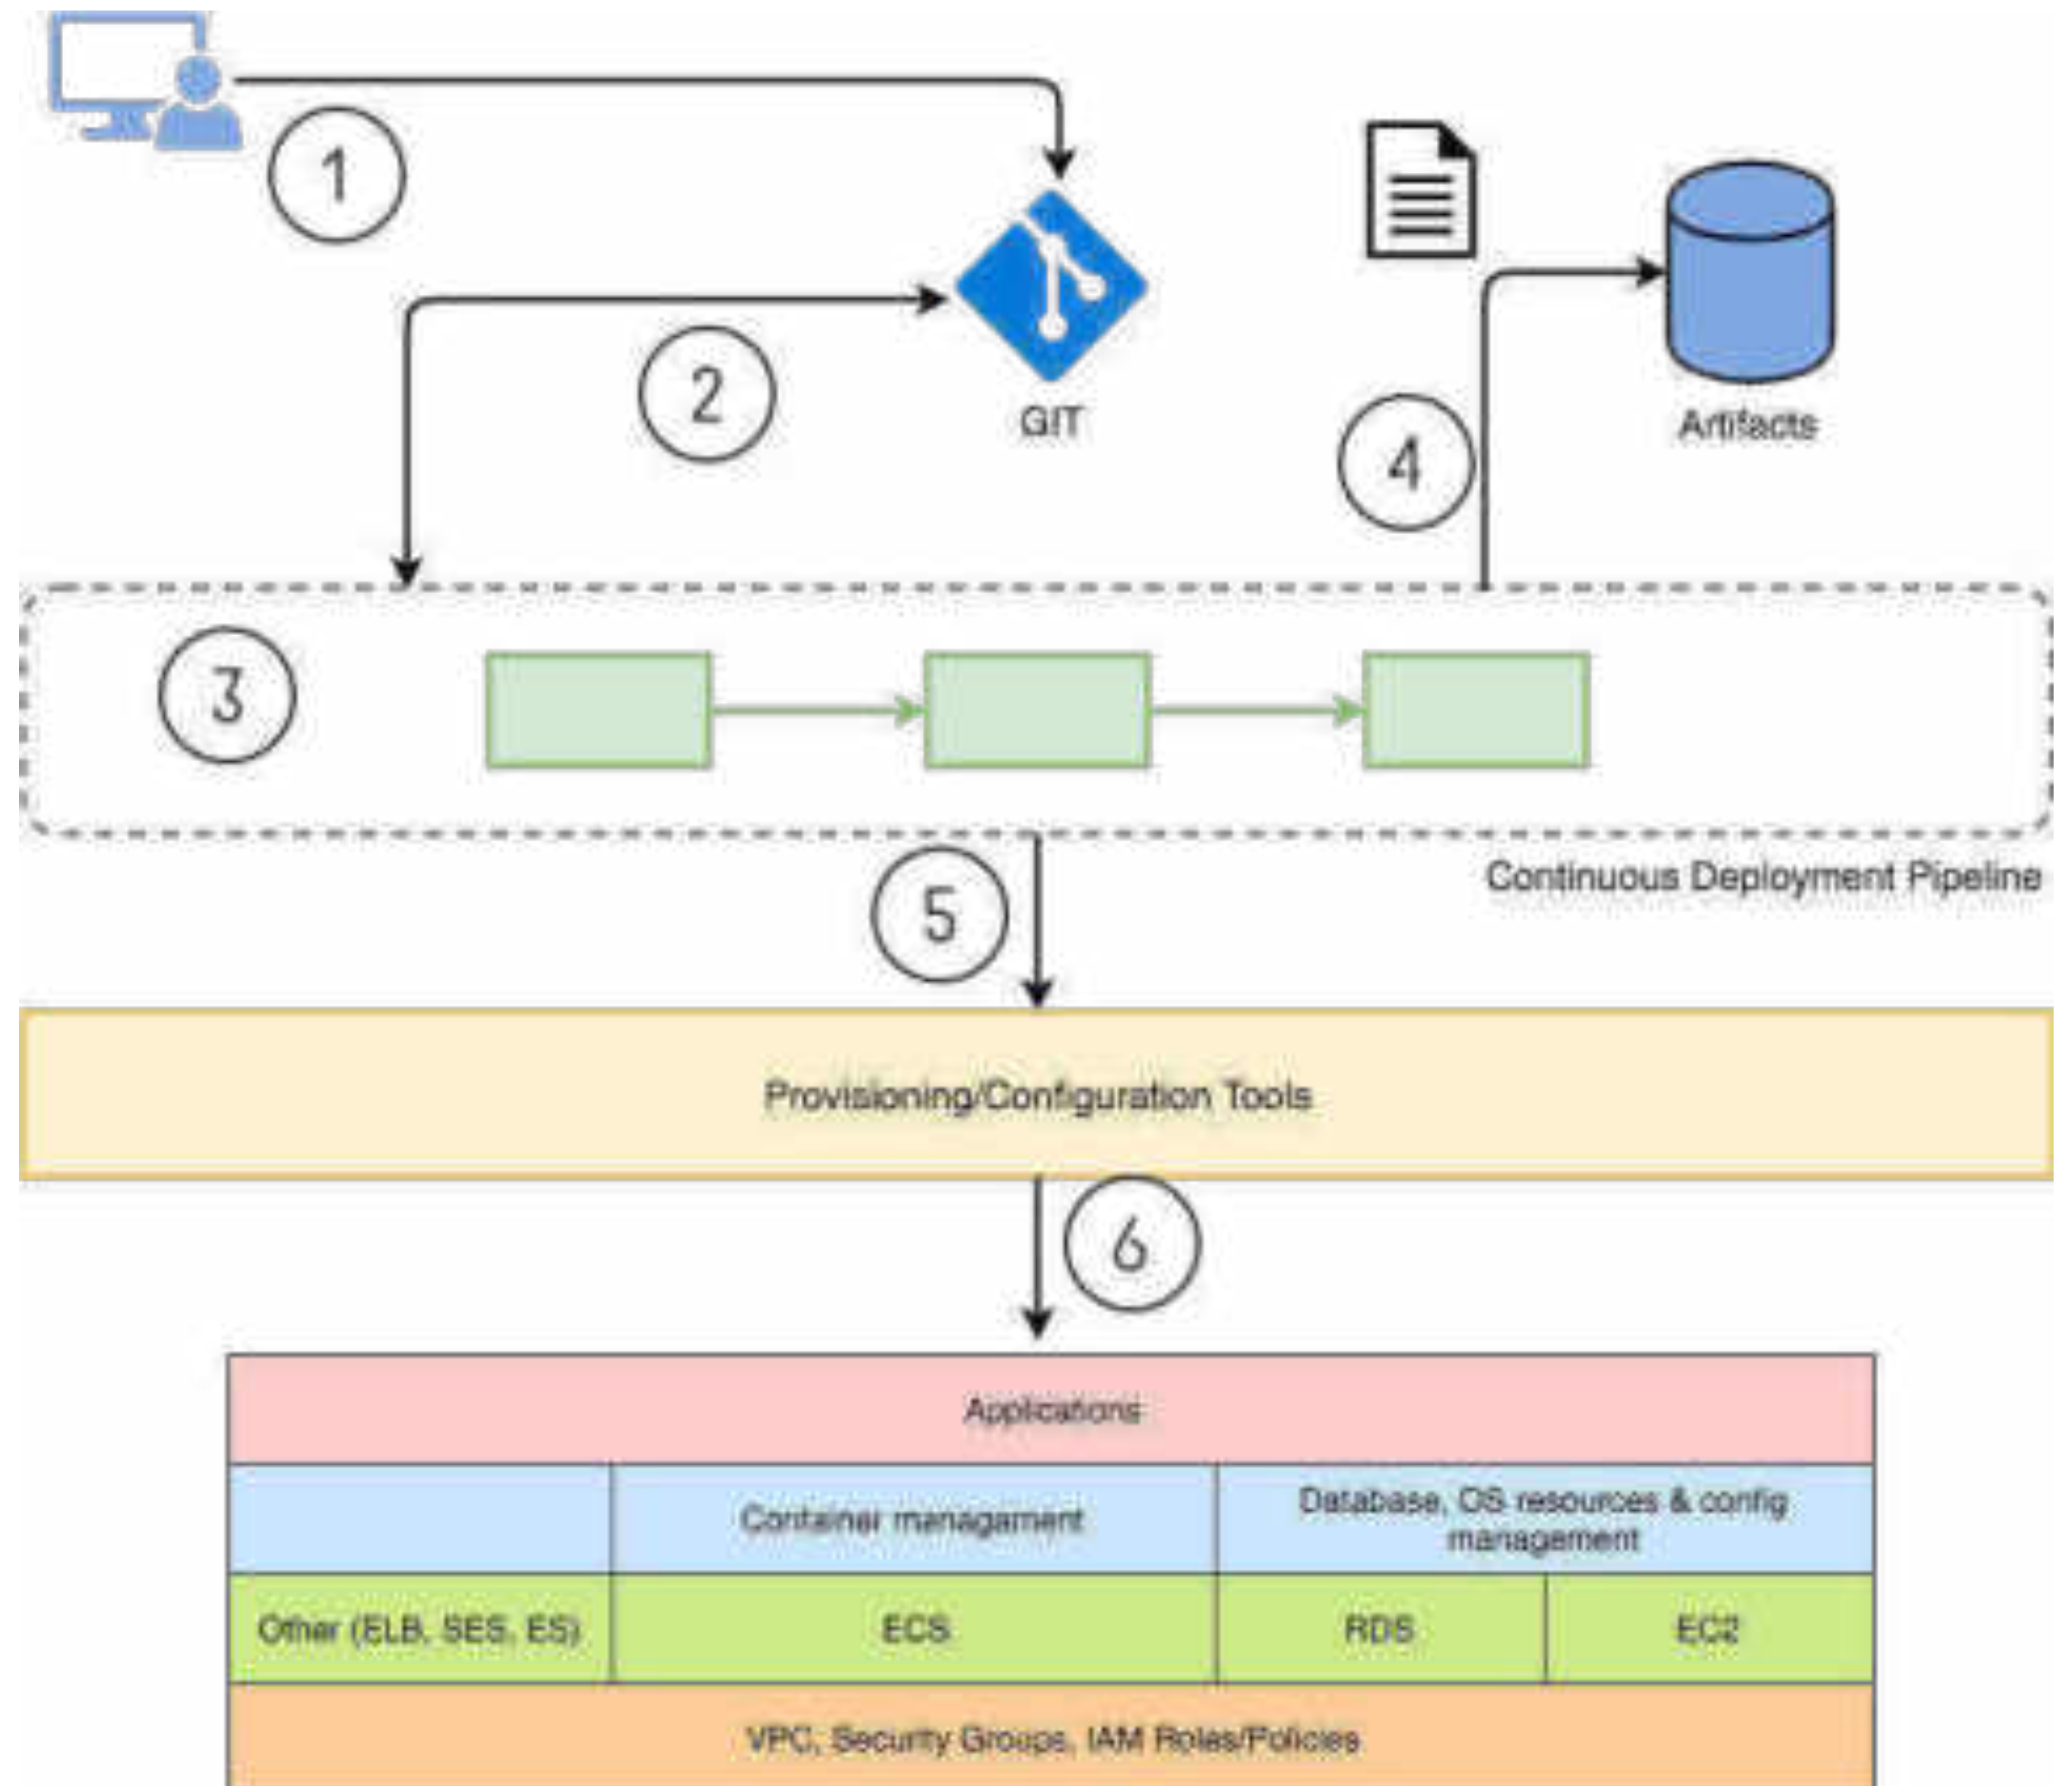 1
2
GIT
4
Artifacts
3
Continuous Deployment Pipeline
5
Provisioning/Configuration Tools
6
Applications
Container managament
Database, OS resources & config
management
Other (ELB, SES, ES)
ECS
RDS
EC2
VPC, Security Groups, IAM Roles/Policies